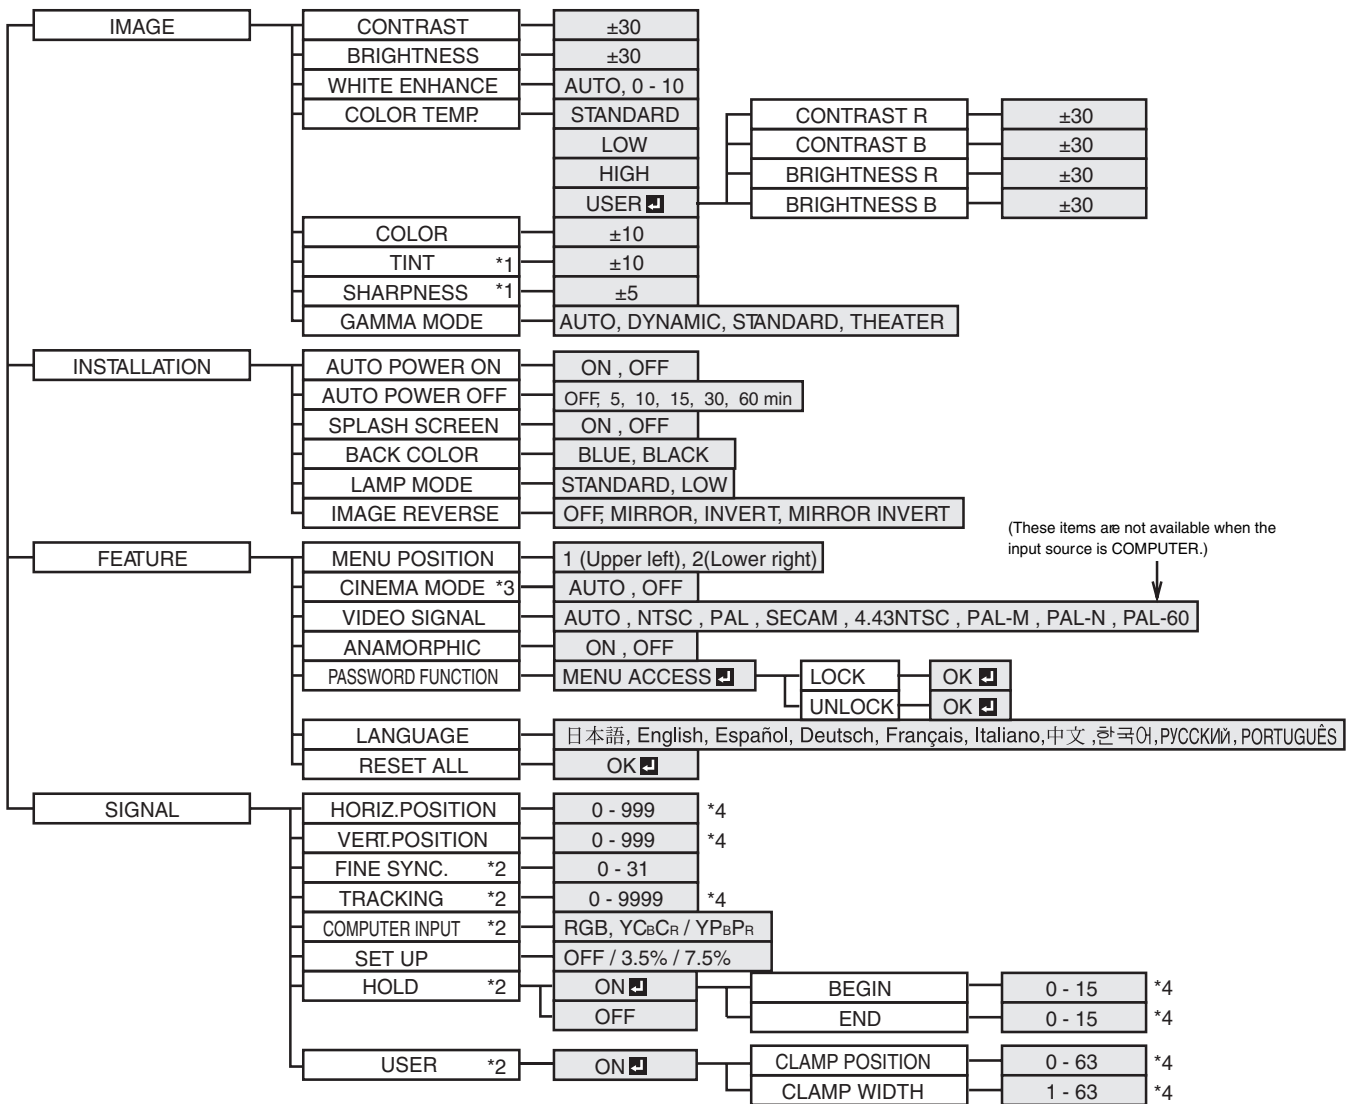 IMAGE
CONTRAST ±30
BRIGHTNESS ±30
WHITE ENHANCE AUTO, 0 - 10
COLOR TEMP. STANDARD
LOW
HIGH
USER ↵
CONTRAST R ±30
CONTRAST B ±30
BRIGHTNESS R ±30
BRIGHTNESS B ±30
COLOR ±10
TINT *1 ±10
SHARPNESS *1 ±5
GAMMA MODE AUTO, DYNAMIC, STANDARD, THEATER
INSTALLATION
AUTO POWER ON ON , OFF
AUTO POWER OFF OFF, 5, 10, 15, 30, 60 min
SPLASH SCREEN ON , OFF
BACK COLOR BLUE, BLACK
LAMP MODE STANDARD, LOW
IMAGE REVERSE OFF, MIRROR, INVERT, MIRROR INVERT
(These items are not available when the
input source is COMPUTER.)
FEATURE
MENU POSITION 1 (Upper left), 2(Lower right)
CINEMA MODE *3 AUTO , OFF
VIDEO SIGNAL AUTO , NTSC , PAL , SECAM , 4.43NTSC , PAL-M , PAL-N , PAL-60
ANAMORPHIC ON , OFF
PASSWORD FUNCTION MENU ACCESS ↵
LOCK OK ↵
UNLOCK OK ↵
LANGUAGE 日本語, English, Español, Deutsch, Français, Italiano,中文 ,한국어,РУССКИЙ, PORTUGUÊS
RESET ALL OK ↵
SIGNAL
HORIZ.POSITION 0 - 999 *4
VERT.POSITION 0 - 999 *4
FINE SYNC. *2 0 - 31
TRACKING *2 0 - 9999 *4
COMPUTER INPUT *2 RGB, YCBCR / YPBPR
SET UP OFF / 3.5% / 7.5%
HOLD *2 ON ↵
OFF
BEGIN 0 - 15 *4
END 0 - 15 *4
USER *2 ON ↵
CLAMP POSITION 0 - 63 *4
CLAMP WIDTH 1 - 63 *4